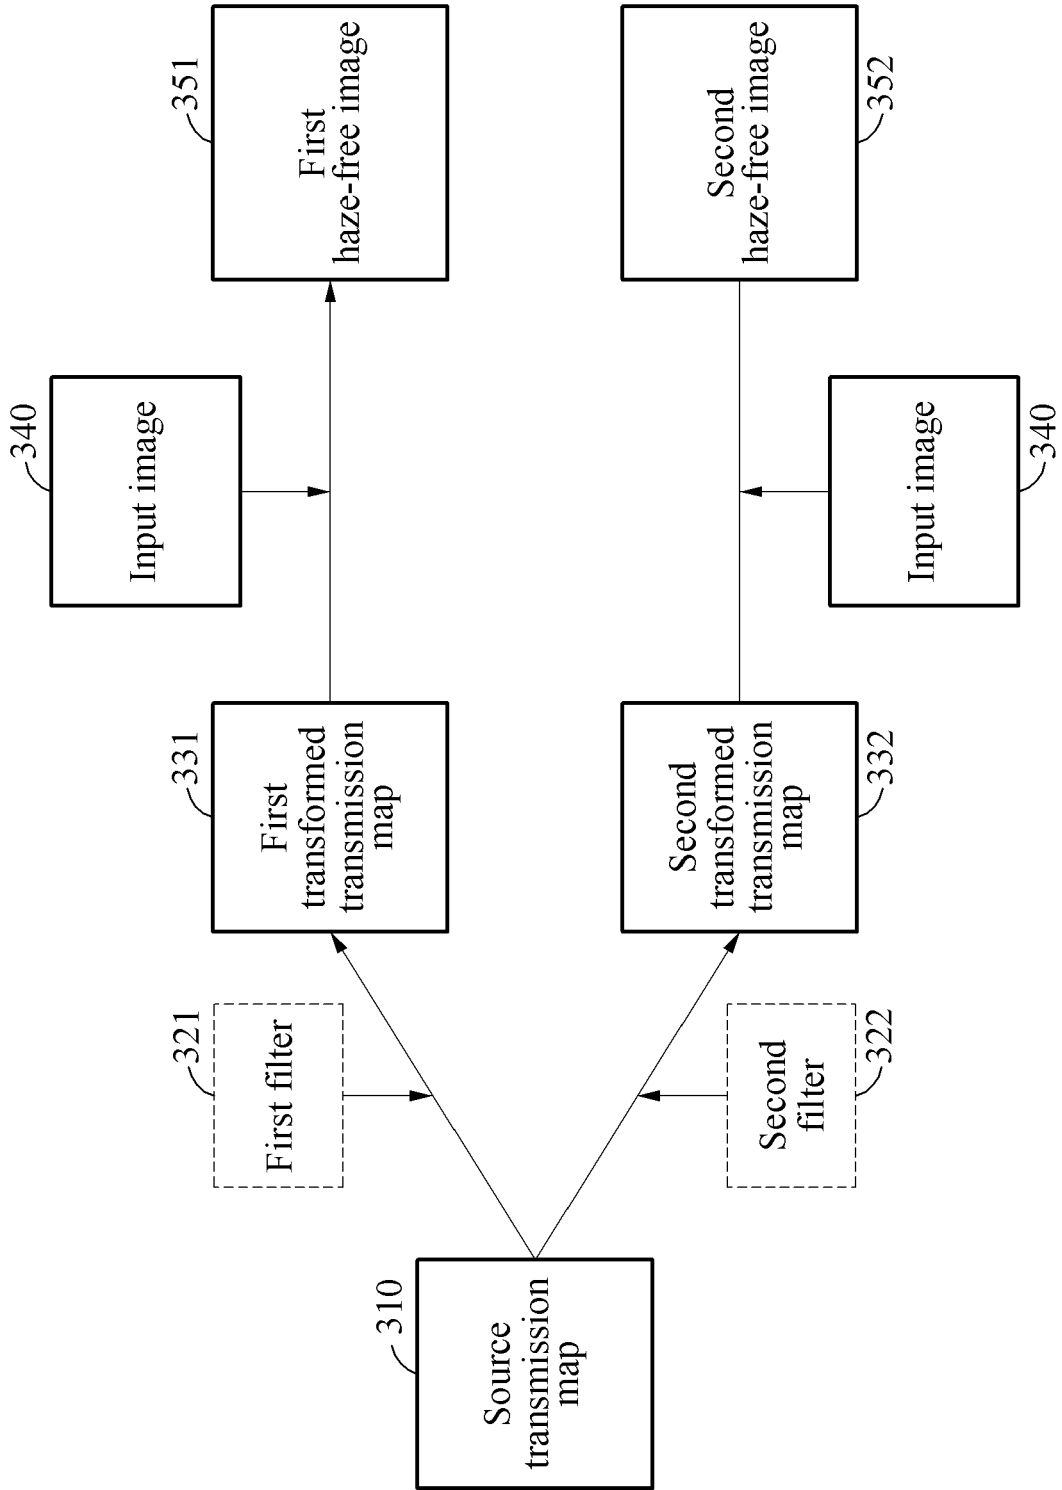 310
Source
transmission
map
321
First filter
Second
filter
322
331
First
transformed
transmission
map
Second
transformed
transmission
map
332
340
Input image
Input image
340
351
First
haze-free image
Second
haze-free image
352